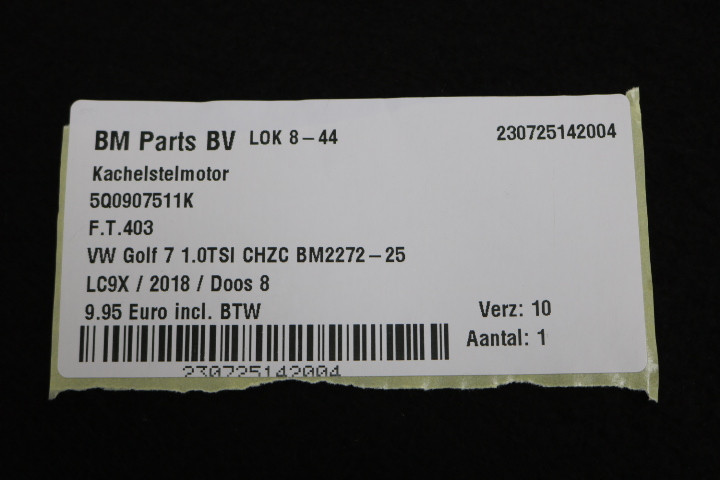 BM Parts BV LOK 8-44 230725142004
Kachelstelmotor
5Q0907511K
F.T.403
VW Golf 7 1.0TSI CHZC BM2272-25
LC9X / 2018 / Doos 8
9.95 Euro incl. BTW Verz: 10
Aantal: 1
230725142004